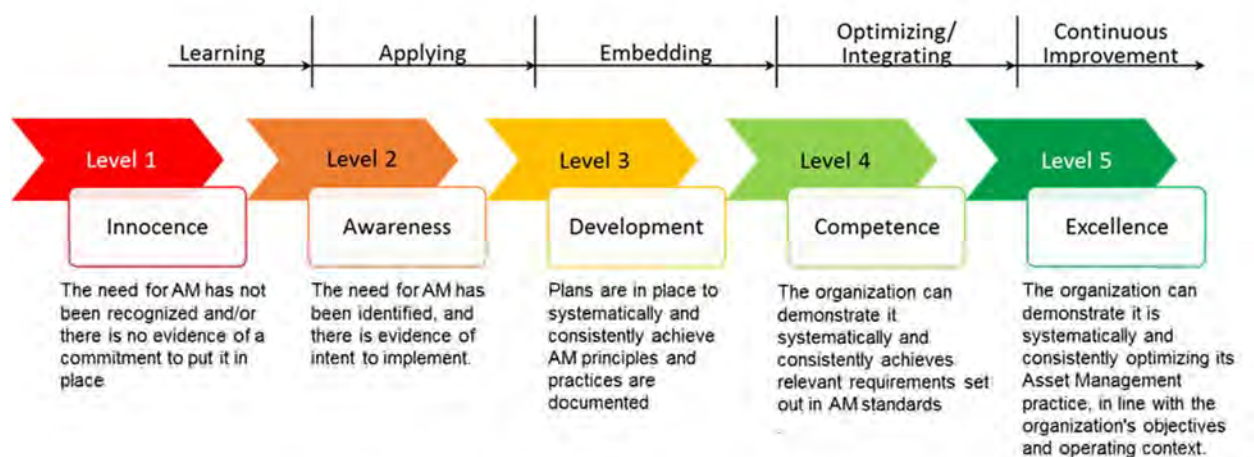 Learning
Applying
Embedding
Optimizing/
Integrating
Continuous
Improvement
Level 1
Level 2
Level 3
Level 4
Level 5
Innocence
Awareness
Development
Competence
Excellence
The need for AM has not
been recognized and/or
there is no evidence of a
commitment to put it in
place
The need for AM has
been identified, and
there is evidence of
intent to implement.
Plans are in place to
systematically and
consistently achieve
AM principles and
practices are
documented
The organization can
demonstrate it
systematically and
consistently achieves
relevant requirements set
out in AM standards
The organization can
demonstrate it is
systematically and
consistently optimizing its
Asset Management
practice, in line with the
organization's objectives
and operating context.